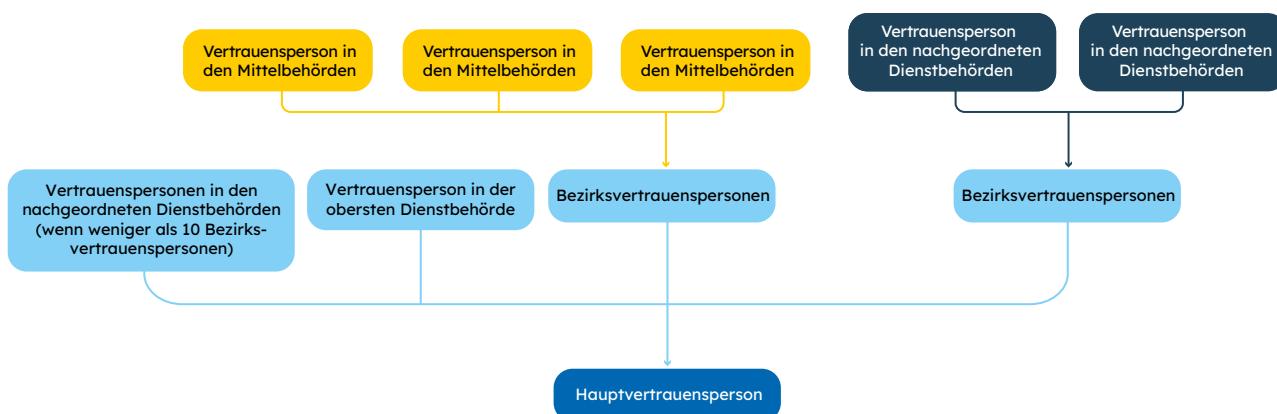 Vertrauensperson in
den Mittelbehörden
Vertrauensperson in
den Mittelbehörden
Vertrauensperson in
den Mittelbehörden
Vertrauensperson
in den nachgeordneten
Dienstbehörden
Vertrauensperson
in den nachgeordneten
Dienstbehörden
Vertrauenspersonen in den
nachgeordneten Dienstbehörden
(wenn weniger als 10 Bezirks-
vertrauenspersonen)
Vertrauensperson in der
obersten Dienstbehörde
Bezirksvertrauenspersonen
Bezirksvertrauenspersonen
Hauptvertrauensperson